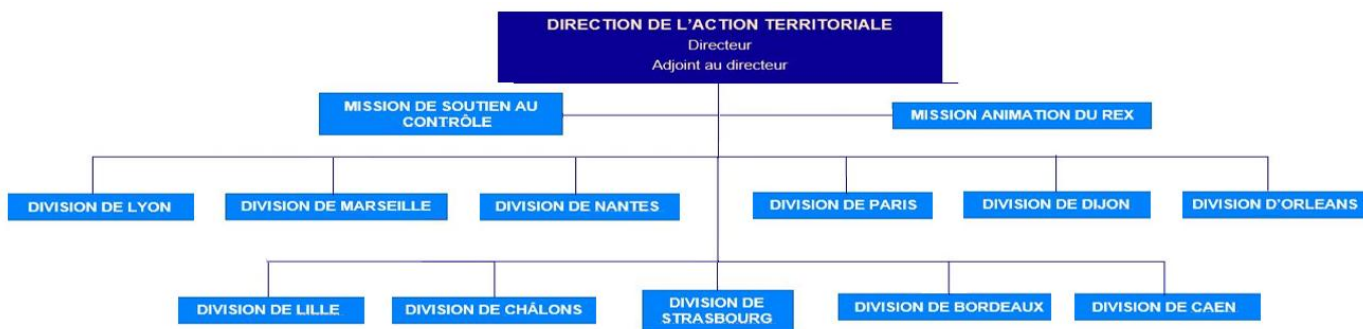 DIRECTION DE L'ACTION TERRITORIALE
Directeur
Adjoint au directeur
MISSION DE SOUTIEN AU
CONTRÔLE
MISSION ANIMATION DU REX
DIVISION DE LYON
DIVISION DE MARSEILLE
DIVISION DE NANTES
DIVISION DE PARIS
DIVISION DE DIJON
DIVISION D'ORLEANS
DIVISION DE LILLE
DIVISION DE CHÂLONS
DIVISION DE
STRASBOURG
DIVISION DE BORDEAUX
DIVISION DE CAEN